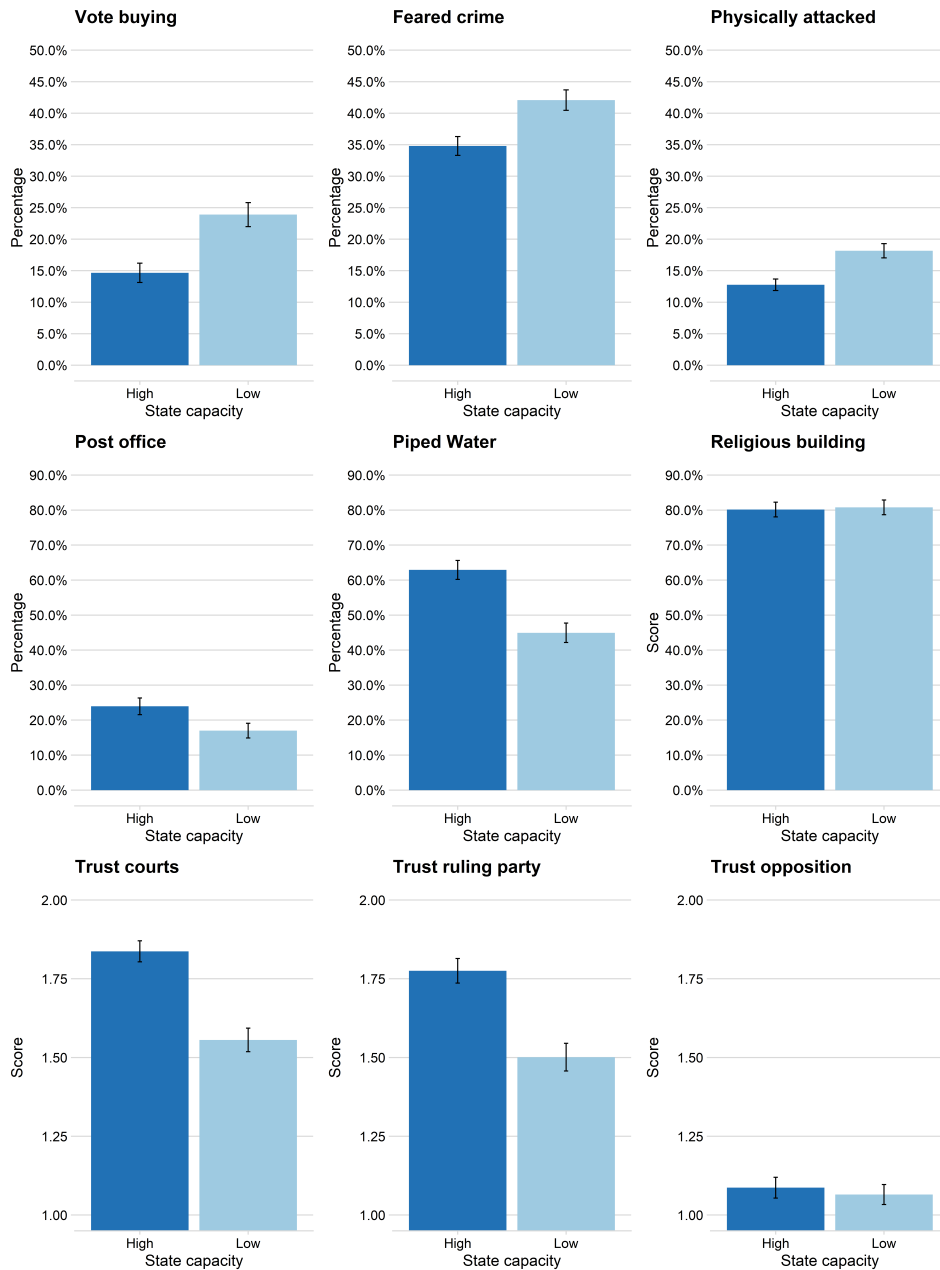 Vote buying
50.0%
45.0%
40.0%
35.0%
30.0%
25.0%
20.0%
15.0%
10.0%
5.0%
0.0%
Percentage
High Low
State capacity
Feared crime
50.0%
45.0%
40.0%
35.0%
30.0%
25.0%
20.0%
15.0%
10.0%
5.0%
0.0%
Percentage
High Low
State capacity
Physically attacked
50.0%
45.0%
40.0%
35.0%
30.0%
25.0%
20.0%
15.0%
10.0%
5.0%
0.0%
Percentage
High Low
State capacity
Post office
90.0%
80.0%
70.0%
60.0%
50.0%
40.0%
30.0%
20.0%
10.0%
0.0%
Percentage
High Low
State capacity
Piped Water
90.0%
80.0%
70.0%
60.0%
50.0%
40.0%
30.0%
20.0%
10.0%
0.0%
Percentage
High Low
State capacity
Religious building
90.0%
80.0%
70.0%
60.0%
50.0%
40.0%
30.0%
20.0%
10.0%
0.0%
Score
High Low
State capacity
Trust courts
2.00
1.75
1.50
1.25
1.00
Score
High Low
State capacity
Trust ruling party
2.00
1.75
1.50
1.25
1.00
Score
High Low
State capacity
Trust opposition
2.00
1.75
1.50
1.25
1.00
Score
High Low
State capacity